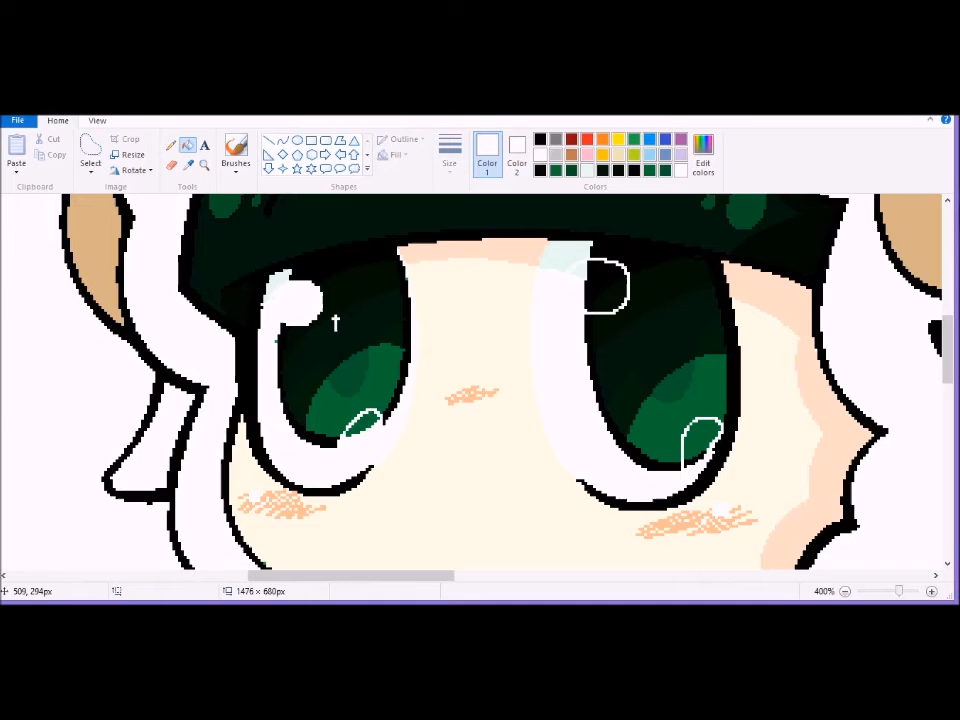 File Home View
Paste Cut Copy Clipboard
Select Crop Resize Rotate Image
A Tools
Brushes
Outline Fill Shapes
Size
Color 1 Color 2 Edit colors Colors
509, 294px 1476 × 680px 400%